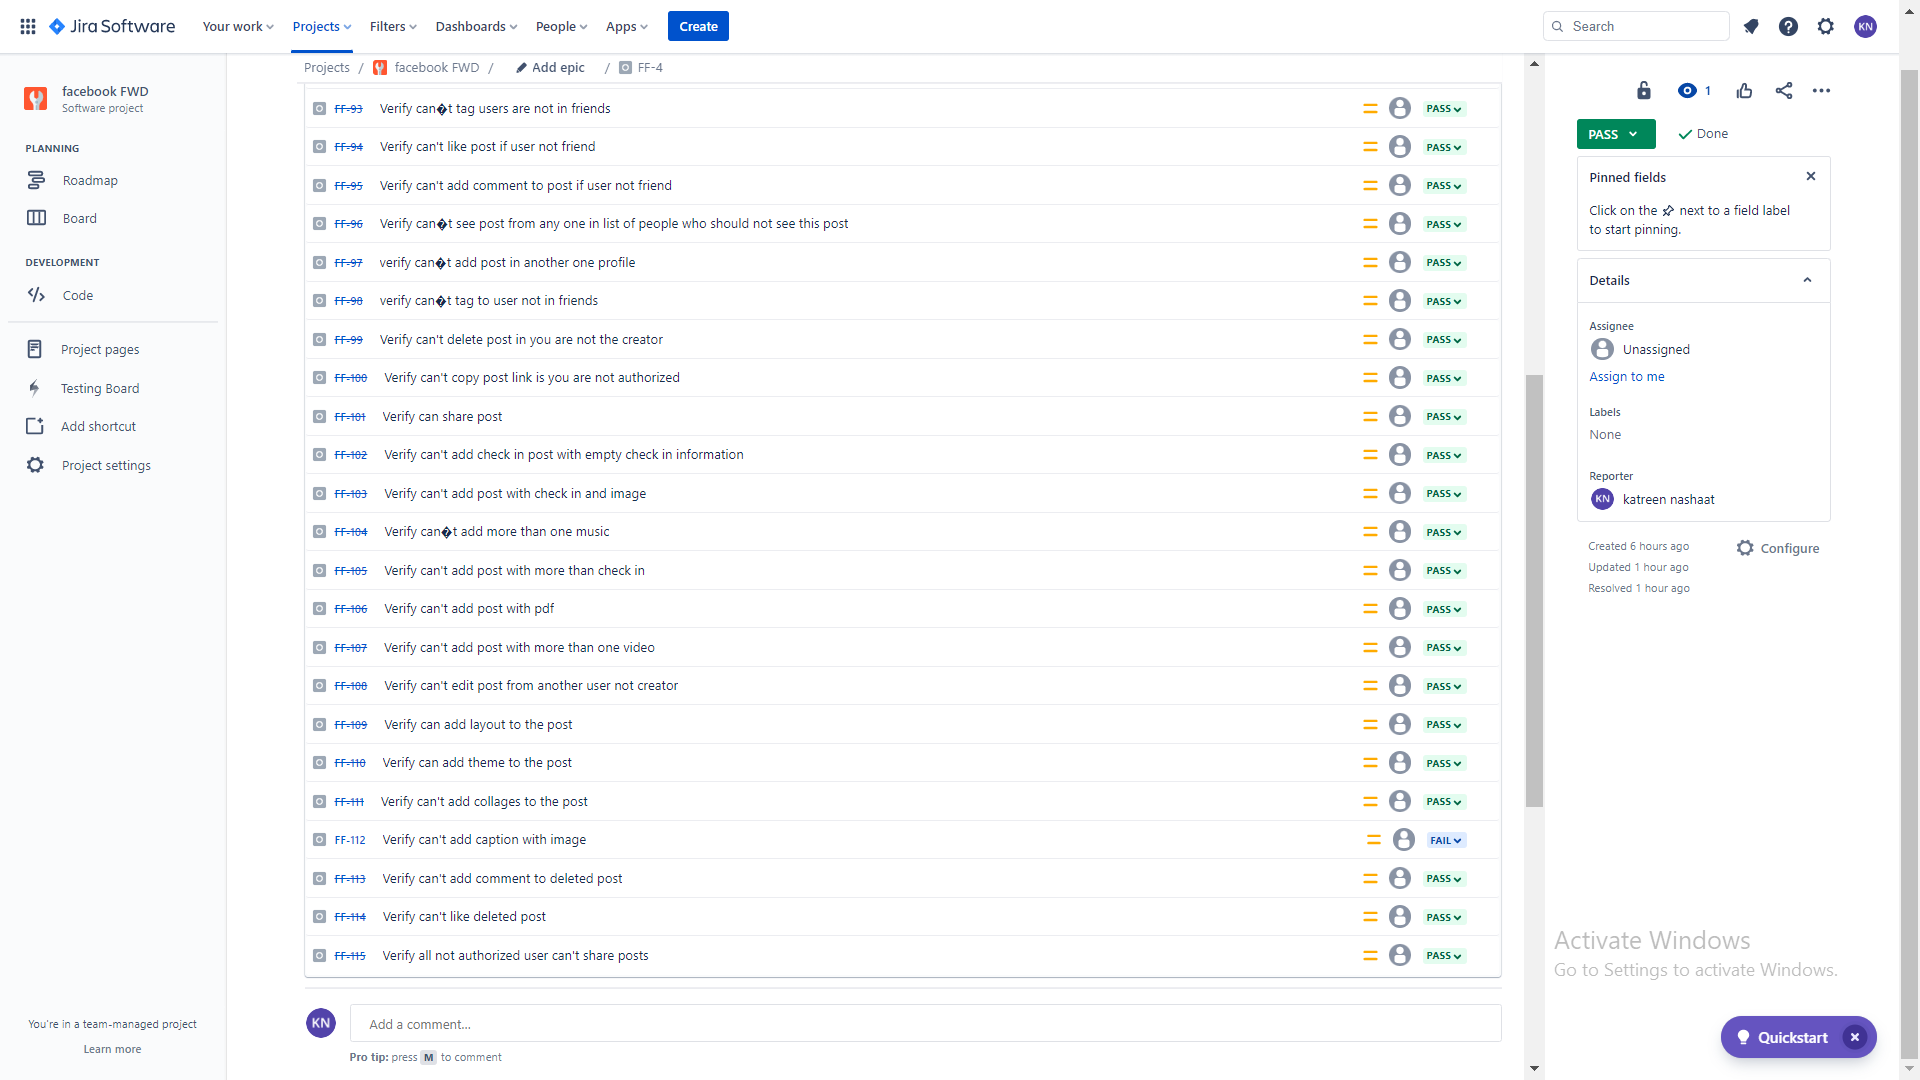 Jira Software
Your work
Projects
Filters
Dashboards
People
Apps
Create
Search
KN
facebook FWD
Software project
PLANNING
Roadmap
Board
DEVELOPMENT
Code
Project pages
Testing Board
Add shortcut
Project settings
You're in a team-managed project
Learn more
Projects / facebook FWD / Add epic / FF-4
FF-93 Verify can�t tag users are not in friends PASS
FF-94 Verify can't like post if user not friend PASS
FF-95 Verify can't add comment to post if user not friend PASS
FF-96 Verify can�t see post from any one in list of people who should not see this post PASS
FF-97 verify can�t add post in another one profile PASS
FF-98 verify can�t tag to user not in friends PASS
FF-99 Verify can't delete post in you are not the creator PASS
FF-100 Verify can't copy post link is you are not authorized PASS
FF-101 Verify can share post PASS
FF-102 Verify can't add check in post with empty check in information PASS
FF-103 Verify can't add post with check in and image PASS
FF-104 Verify can�t add more than one music PASS
FF-105 Verify can't add post with more than check in PASS
FF-106 Verify can't add post with pdf PASS
FF-107 Verify can't add post with more than one video PASS
FF-108 Verify can't edit post from another user not creator PASS
FF-109 Verify can add layout to the post PASS
FF-110 Verify can add theme to the post PASS
FF-111 Verify can't add collages to the post PASS
FF-112 Verify can't add caption with image FAIL
FF-113 Verify can't add comment to deleted post PASS
FF-114 Verify can't like deleted post PASS
FF-115 Verify all not authorized user can't share posts PASS
KN
Add a comment...
Pro tip: press M to comment
1
PASS
Done
Pinned fields
Click on the next to a field label
to start pinning.
Details
Assignee
Unassigned
Assign to me
Labels
None
Reporter
KN katreen nashaat
Created 6 hours ago
Configure
Updated 1 hour ago
Resolved 1 hour ago
Activate Windows
Go to Settings to activate Windows.
Quickstart